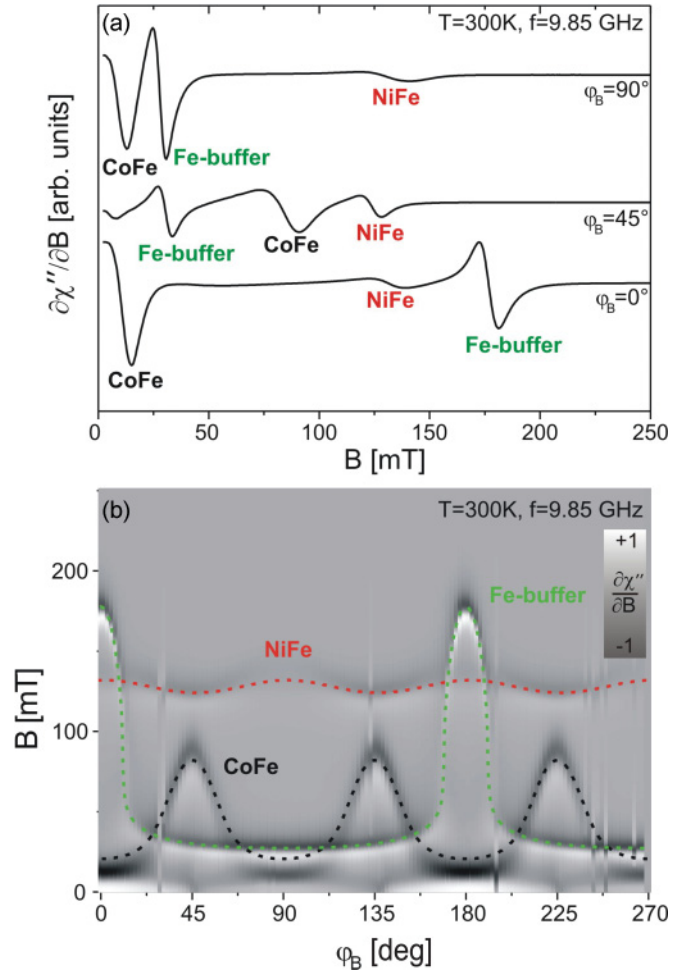 (a) T=300K, f=9.85 GHz
NiFe
φB=90°
CoFe Fe-buffer
Fe-buffer CoFe NiFe
φB=45°
NiFe
φB=0°
CoFe Fe-buffer
∂χ''/∂B [arb. units]
0 50 100 150 200 250
B [mT]
(b) T=300K, f=9.85 GHz
+1
∂χ''
∂B
-1
Fe-buffer
NiFe
CoFe
B [mT]
200
100
0
0 45 90 135 180 225 270
φB [deg]